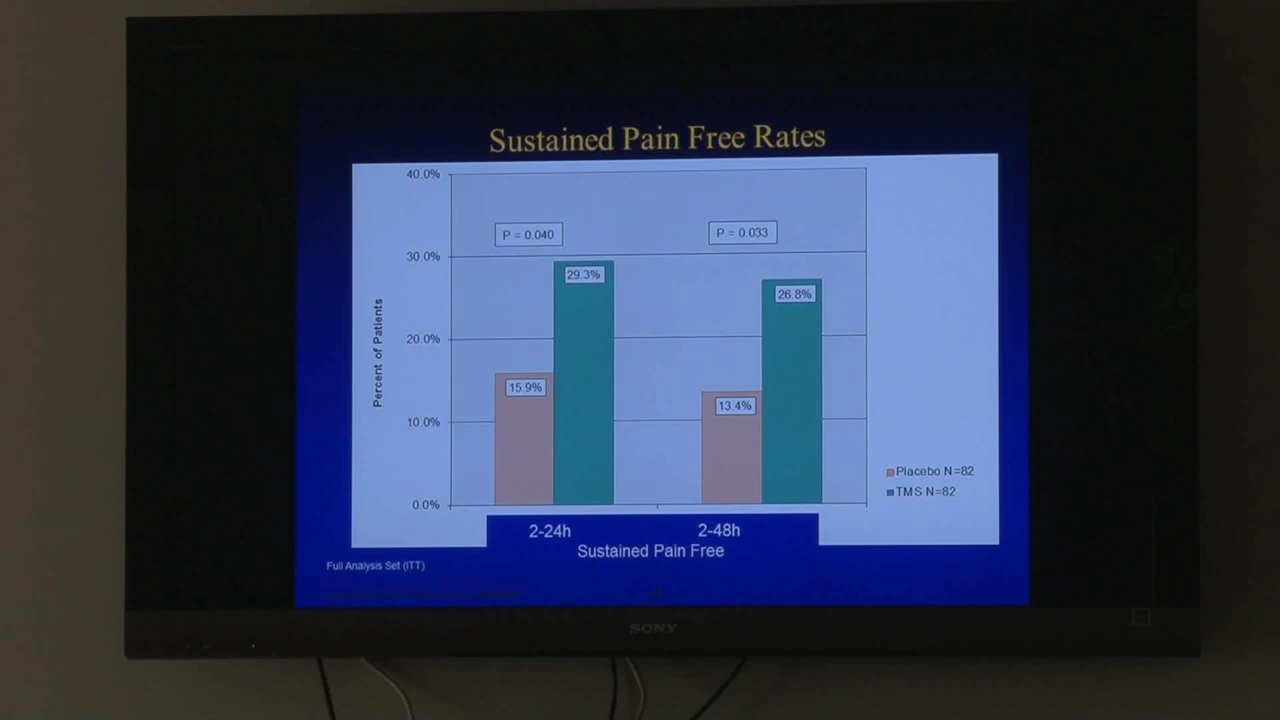 Sustained Pain Free Rates
40.0%
P = 0.040
P = 0.033
30.0%
29.3%
26.8%
Percent of Patients
20.0%
15.9%
13.4%
10.0%
Placebo N=82
TMS N=82
0.0%
2-24h
2-48h
Sustained Pain Free
Full Analysis Set (ITT)
SONY